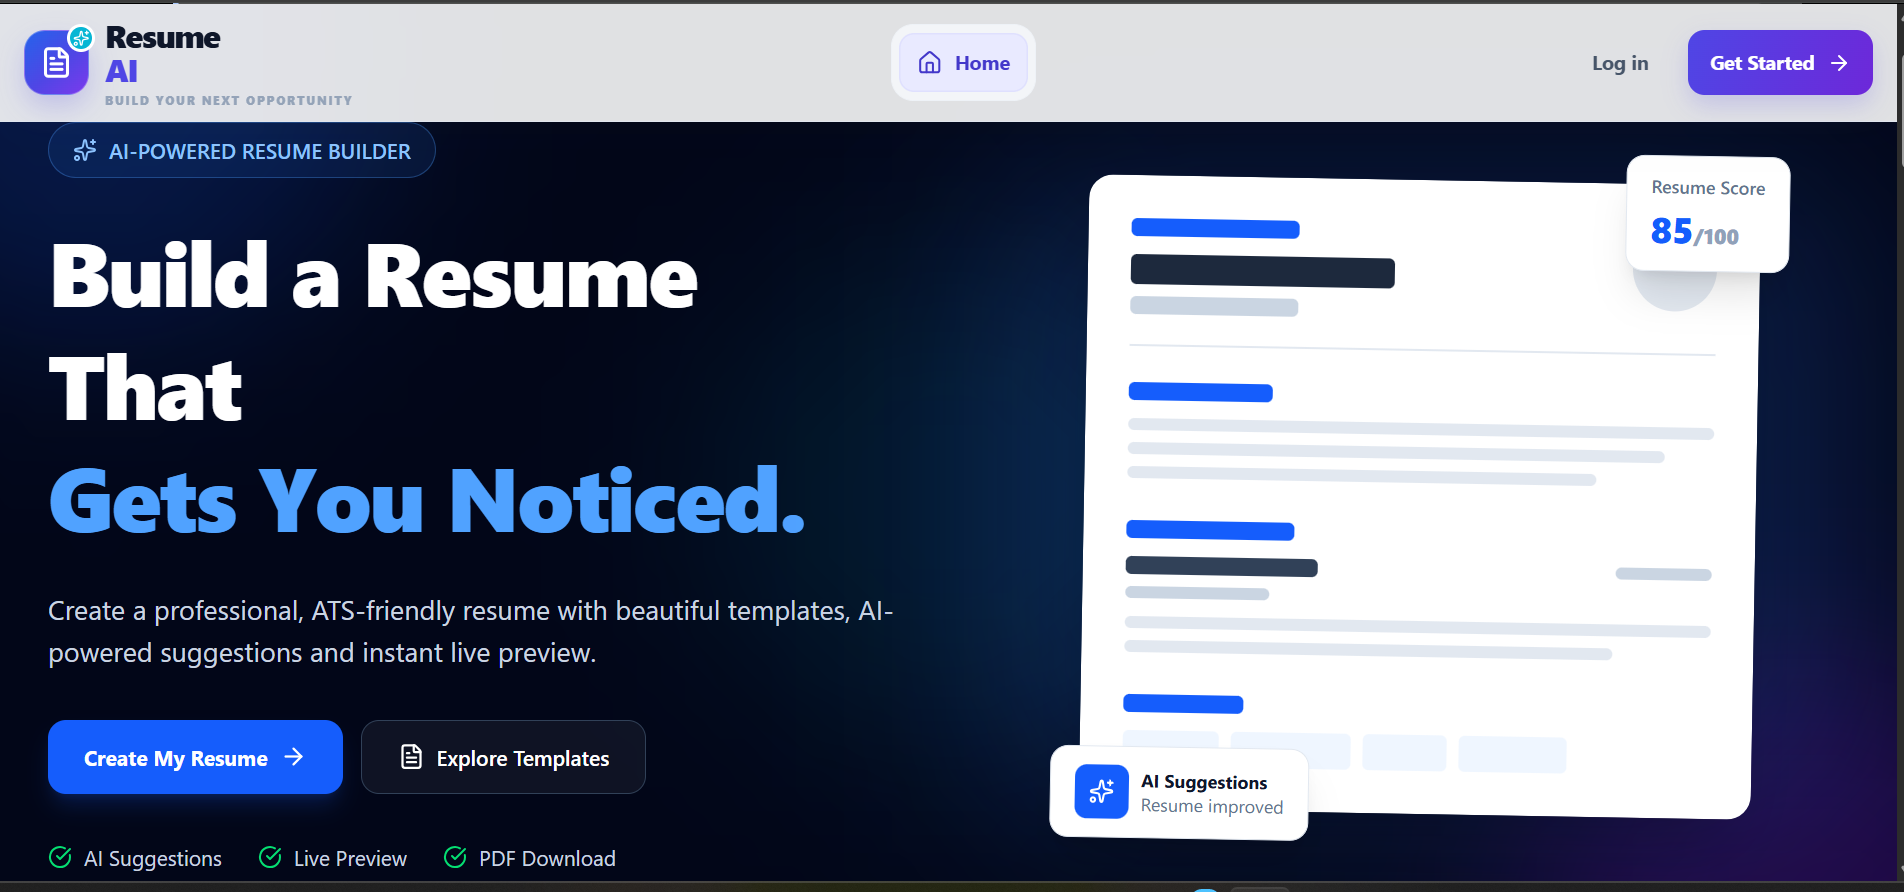 Resume
AI
BUILD YOUR NEXT OPPORTUNITY
Home
Log in
Get Started
AI-POWERED RESUME BUILDER
Build a Resume
That
Gets You Noticed.
Create a professional, ATS-friendly resume with beautiful templates, AI-
powered suggestions and instant live preview.
Create My Resume
Explore Templates
AI Suggestions
Live Preview
PDF Download
Resume Score
85/100
AI Suggestions
Resume improved